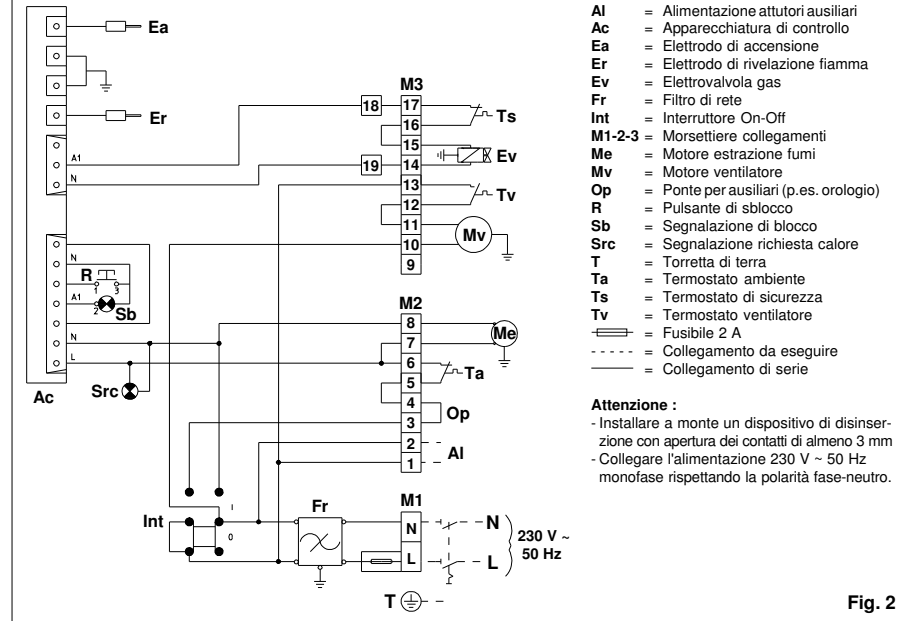 Ea
Er
A1
N
N
R
1 3
A1
2
Sb
N
L
Ac
Src
M3
18
17
16
15
19
14
13
12
11
10
9
Ts
Ev
Tv
Mv
M2
8
7
6
5
4
3
2
1
Me
Ta
Op
Al
Int
I
0
Fr
M1
N
L
N
L
230 V ~
50 Hz
T
Al = Alimentazione attutori ausiliari
Ac = Apparecchiatura di controllo
Ea = Elettrodo di accensione
Er = Elettrodo di rivelazione fiamma
Ev = Elettrovalvola gas
Fr = Filtro di rete
Int = Interruttore On-Off
M1-2-3 = Morsettiere collegamenti
Me = Motore estrazione fumi
Mv = Motore ventilatore
Op = Ponte per ausiliari (p.es. orologio)
R = Pulsante di sblocco
Sb = Segnalazione di blocco
Src = Segnalazione richiesta calore
T = Torretta di terra
Ta = Termostato ambiente
Ts = Termostato di sicurezza
Tv = Termostato ventilatore
= Fusibile 2 A
- - - - - = Collegamento da eseguire
= Collegamento di serie
Attenzione :
- Installare a monte un dispositivo di disinser-
zione con apertura dei contatti di almeno 3 mm
- Collegare l'alimentazione 230 V ~ 50 Hz
monofase rispettando la polarità fase-neutro.
Fig. 2